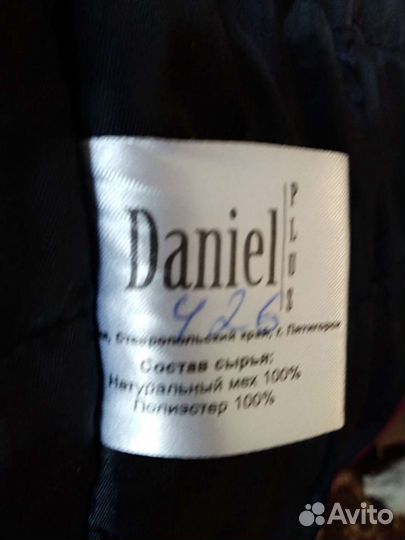 Daniel PLUS
426
Ставропольский край, г. Пятигорск
Состав сырья:
Натуральный мех 100%
Полиэстер 100%
Avito